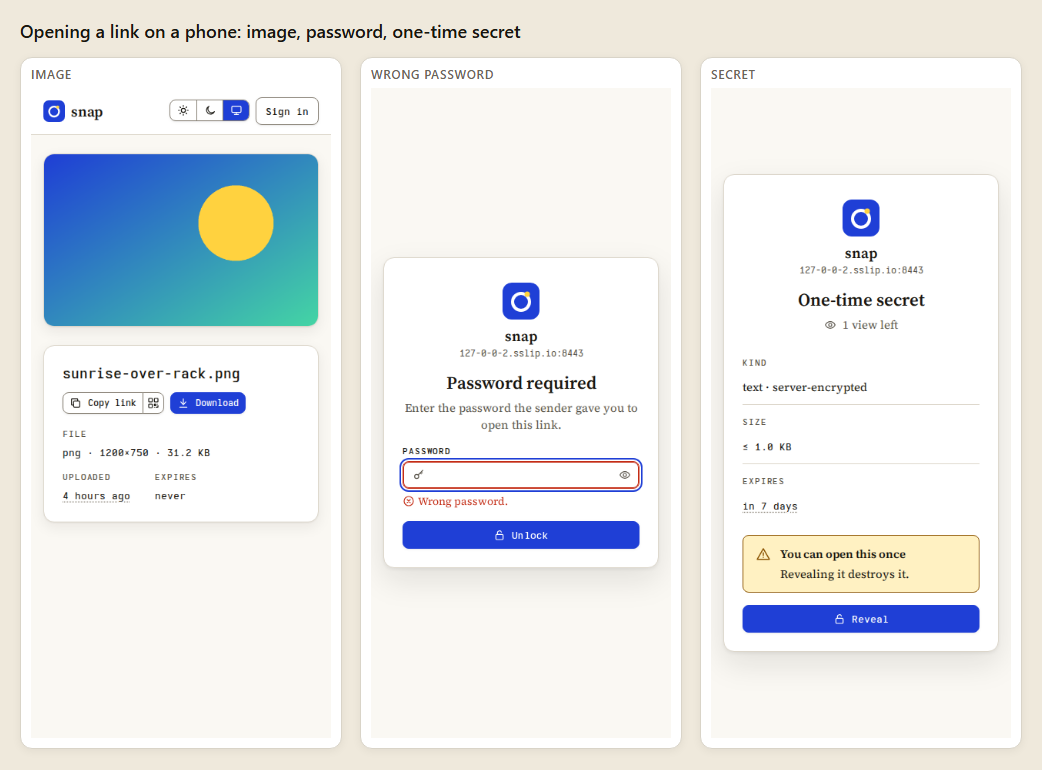 Opening a link on a phone: image, password, one-time secret
IMAGE
snap
Sign in
sunrise-over-rack.png
Copy link
Download
FILE
png · 1200×750 · 31.2 KB
UPLOADED EXPIRES
4 hours ago never
WRONG PASSWORD
snap
127-0-0-2.sslip.io:8443
Password required
Enter the password the sender gave you to
open this link.
PASSWORD
Wrong password.
Unlock
SECRET
snap
127-0-0-2.sslip.io:8443
One-time secret
1 view left
KIND
text · server-encrypted
SIZE
≤ 1.0 KB
EXPIRES
in 7 days
You can open this once
Revealing it destroys it.
Reveal